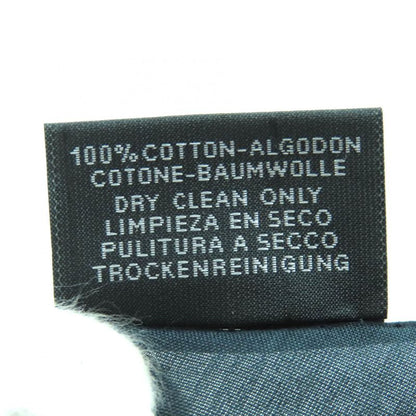 100% COTTON-ALGODON
COTONE-BAUMWOLLE
DRY CLEAN ONLY
LIMPIEZA EN SECO
PULITURA A SECCO
TROCKENREINIGUNG